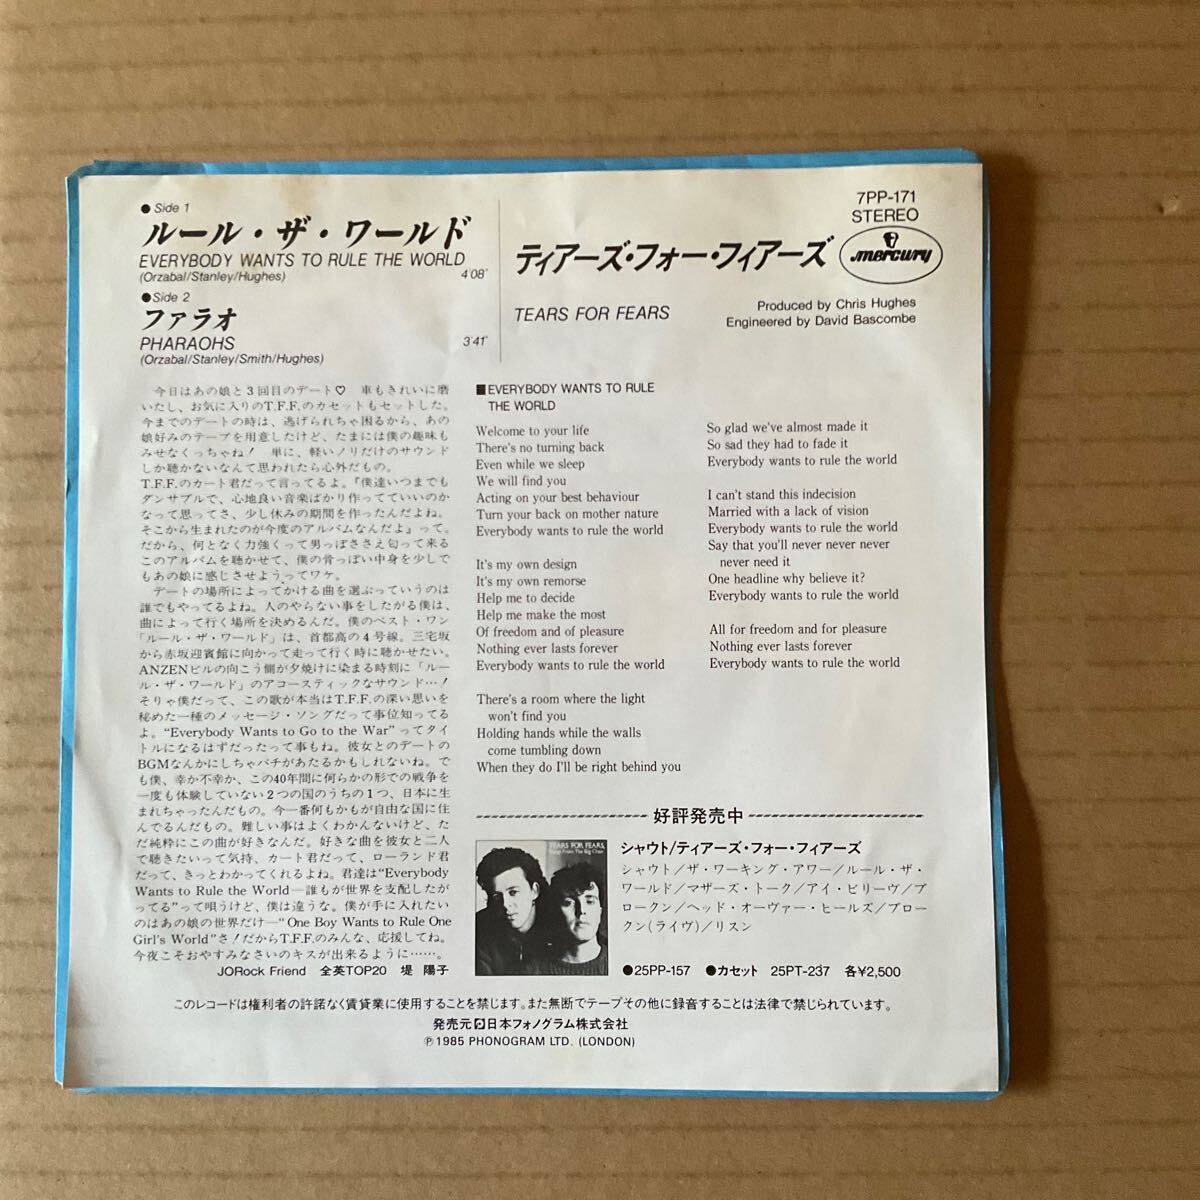 ● Side 1
ルール・ザ・ワールド
EVERYBODY WANTS TO RULE THE WORLD
(Orzabal/Stanley/Hughes)
4'08"
● Side 2
ファラオ
PHARAOHS
3'41"
(Orzabal/Stanley/Smith/Hughes)
ティアーズ・フォー・フィアーズ
TEARS FOR FEARS
7PP-171
STEREO
mercury
Produced by Chris Hughes
Engineered by David Bascombe
今日はあの娘と3回目のデート♡ 車もきれいに磨
いたし、お気に入りのT.F.F.のカセットもセットした。
今までのデートの時は、逃げられちゃ困るから、あの
娘好みのテープを用意したけど、たまには僕の趣味も
みせなくっちゃね! 単に、軽いノリだけのサウンド
しか聴かないなんて思われたら心外だもの。
T.F.F.のカート君だって言ってるよ。『僕達いつまでも
ダンサブルで、心地良い音楽ばかり作ってていいのか
なって思ってさ、少し休みの期間を作ったんだよね。
そこから生まれたのが今度のアルバムなんだよ』って。
だから、何となく力強くって男っぽささえ匂って来る
このアルバムを聴かせて、僕の骨っぽい中身を少しで
もあの娘に感じさせようってワケ。
デートの場所によってかける曲を選ぶっていうのは
誰でもやってるよね。人のやらない事をしたがる僕は、
曲によって行く場所を決めるんだ。僕のベスト・ワン
「ルール・ザ・ワールド」は、首都高の4号線。三宅坂
から赤坂迎賓館に向かって走って行く時に聴かせたい。
ANZENビルの向こう側が夕焼けに染まる時刻に「ルー
ル・ザ・ワールド」のアコースティックなサウンド…!
そりゃ僕だって、この歌が本当はT.F.F.の深い思いを
秘めた一種のメッセージ・ソングだって事位知ってる
よ。“Everybody Wants to Go to the War”ってタイ
トルになるはずだったって事もね。彼女とのデートの
BGMなんかにしちゃバチがあたるかもしれないね。で
も僕、幸か不幸か、この40年間に何らかの形での戦争を
一度も体験していない2つの国のうちの1つ、日本に生
まれちゃったんだもの。今一番何もかもが自由な国に住
んでるんだもの。難しい事はよくわかんないけど、た
だ純粋にこの曲が好きなんだ。好きな曲を彼女と二人
で聴きたいって気持、カート君だって、ローランド君
だって、きっとわかってくれるよね。君達は“Everybody
Wants to Rule the World—誰もが世界を支配したが
ってる”って唄うけど、僕は違うな。僕が手に入れたい
のはあの娘の世界だけ—“One Boy Wants to Rule One
Girl's World”さ!だからT.F.F.のみんな、応援してね。
今夜こそおやすみなさいのキスが出来るように……。
JORock Friend 全英TOP20 堤 陽子
■EVERYBODY WANTS TO RULE
THE WORLD
Welcome to your life
There's no turning back
Even while we sleep
We will find you
Acting on your best behaviour
Turn your back on mother nature
Everybody wants to rule the world
It's my own design
It's my own remorse
Help me to decide
Help me make the most
Of freedom and of pleasure
Nothing ever lasts forever
Everybody wants to rule the world
There's a room where the light
won't find you
Holding hands while the walls
come tumbling down
When they do I'll be right behind you
So glad we've almost made it
So sad they had to fade it
Everybody wants to rule the world
I can't stand this indecision
Married with a lack of vision
Everybody wants to rule the world
Say that you'll never never never
never need it
One headline why believe it?
Everybody wants to rule the world
All for freedom and for pleasure
Nothing ever lasts forever
Everybody wants to rule the world
好評発売中
TEARS FOR FEARS
Songs From The Big Chair
シャウト/ティアーズ・フォー・フィアーズ
シャウト/ザ・ワーキング・アワー/ルール・ザ・
ワールド/マザーズ・トーク/アイ・ビリーヴ/ブ
ロークン/ヘッド・オーヴァー・ヒールズ/ブロー
クン(ライヴ)/リスン
●25PP-157 ●カセット 25PT-237 各¥2,500
このレコードは権利者の許諾なく賃貸業に使用することを禁じます。また無断でテープその他に録音することは法律で禁じられています。
発売元 日本フォノグラム株式会社
Ⓟ 1985 PHONOGRAM LTD. (LONDON)